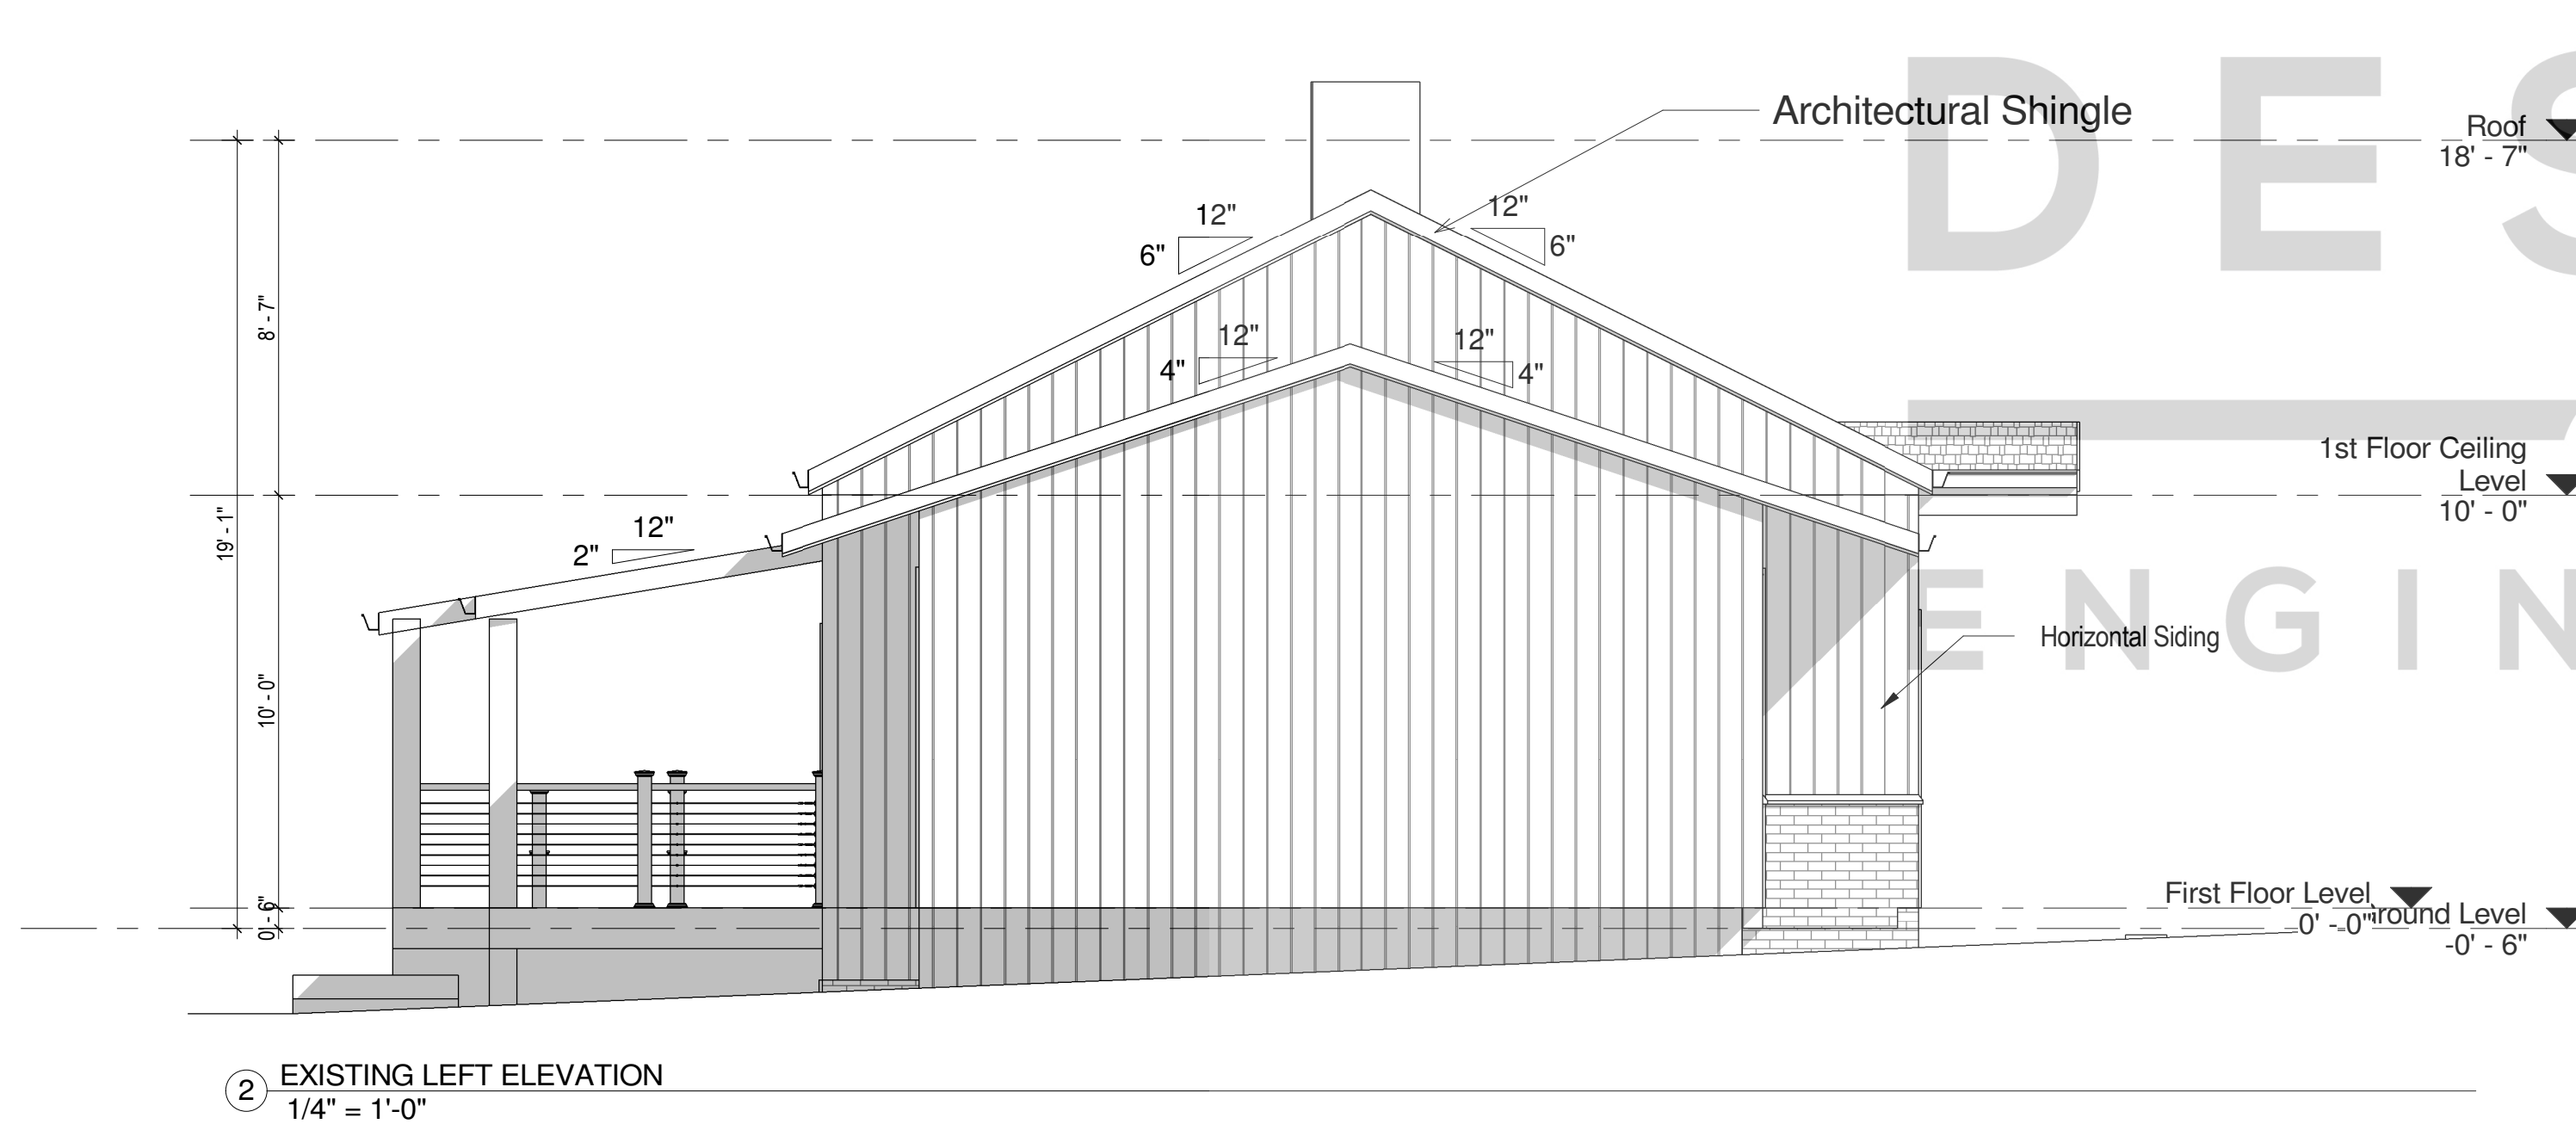 DES
ENGIN
Architectural Shingle
Roof
18' - 7"
12"
6"
12"
6"
12"
4"
12"
4"
12"
2"
8' - 7"
19' - 1"
10' - 0"
0' - 6"
1st Floor Ceiling
Level
10' - 0"
Horizontal Siding
First Floor Level
0' - 0"
round Level
-0' - 6"
2
EXISTING LEFT ELEVATION
1/4" = 1'-0"